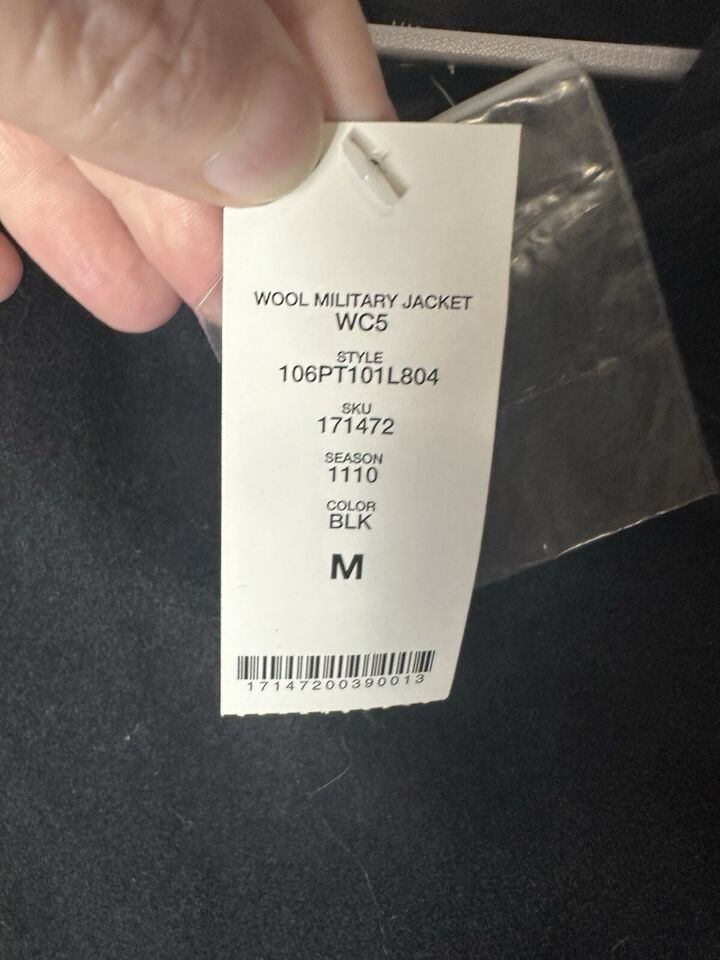 WOOL MILITARY JACKET
WC5
STYLE
106PT101L804
SKU
171472
SEASON
1110
COLOR
BLK
M
17147200390013